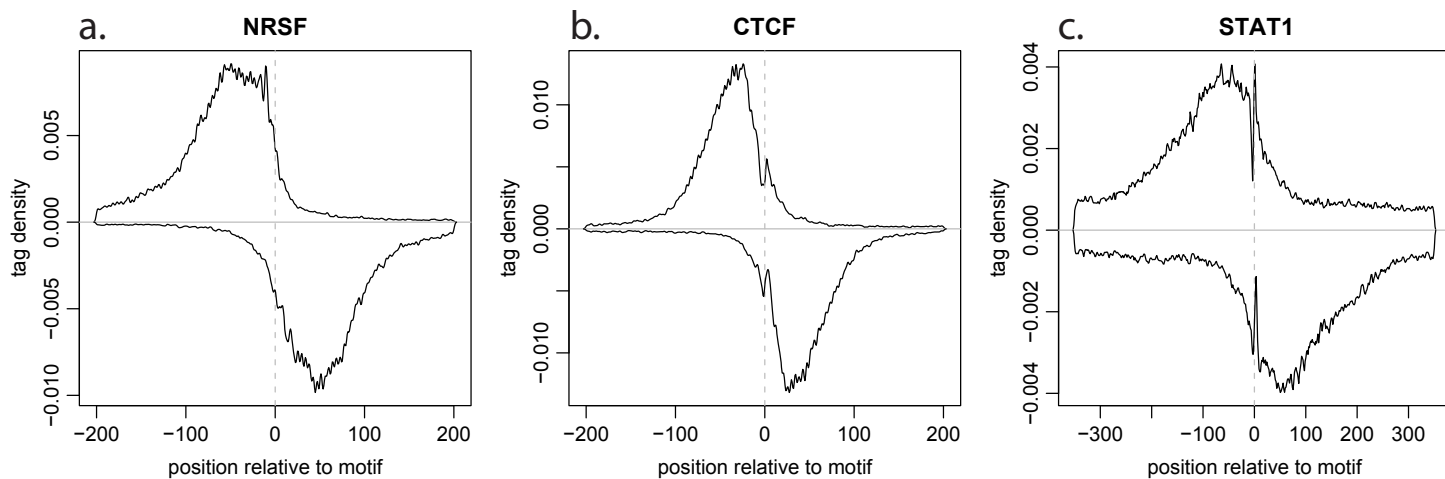 a.
NRSF
tag density
0.005
0.000
−0.005
−0.010
−200
−100
0
100
200
position relative to motif
b.
CTCF
tag density
0.010
0.000
−0.010
−200
−100
0
100
200
position relative to motif
c.
STAT1
tag density
0.004
0.002
0.000
−0.002
−0.004
−300
−100
0
100
200
300
position relative to motif